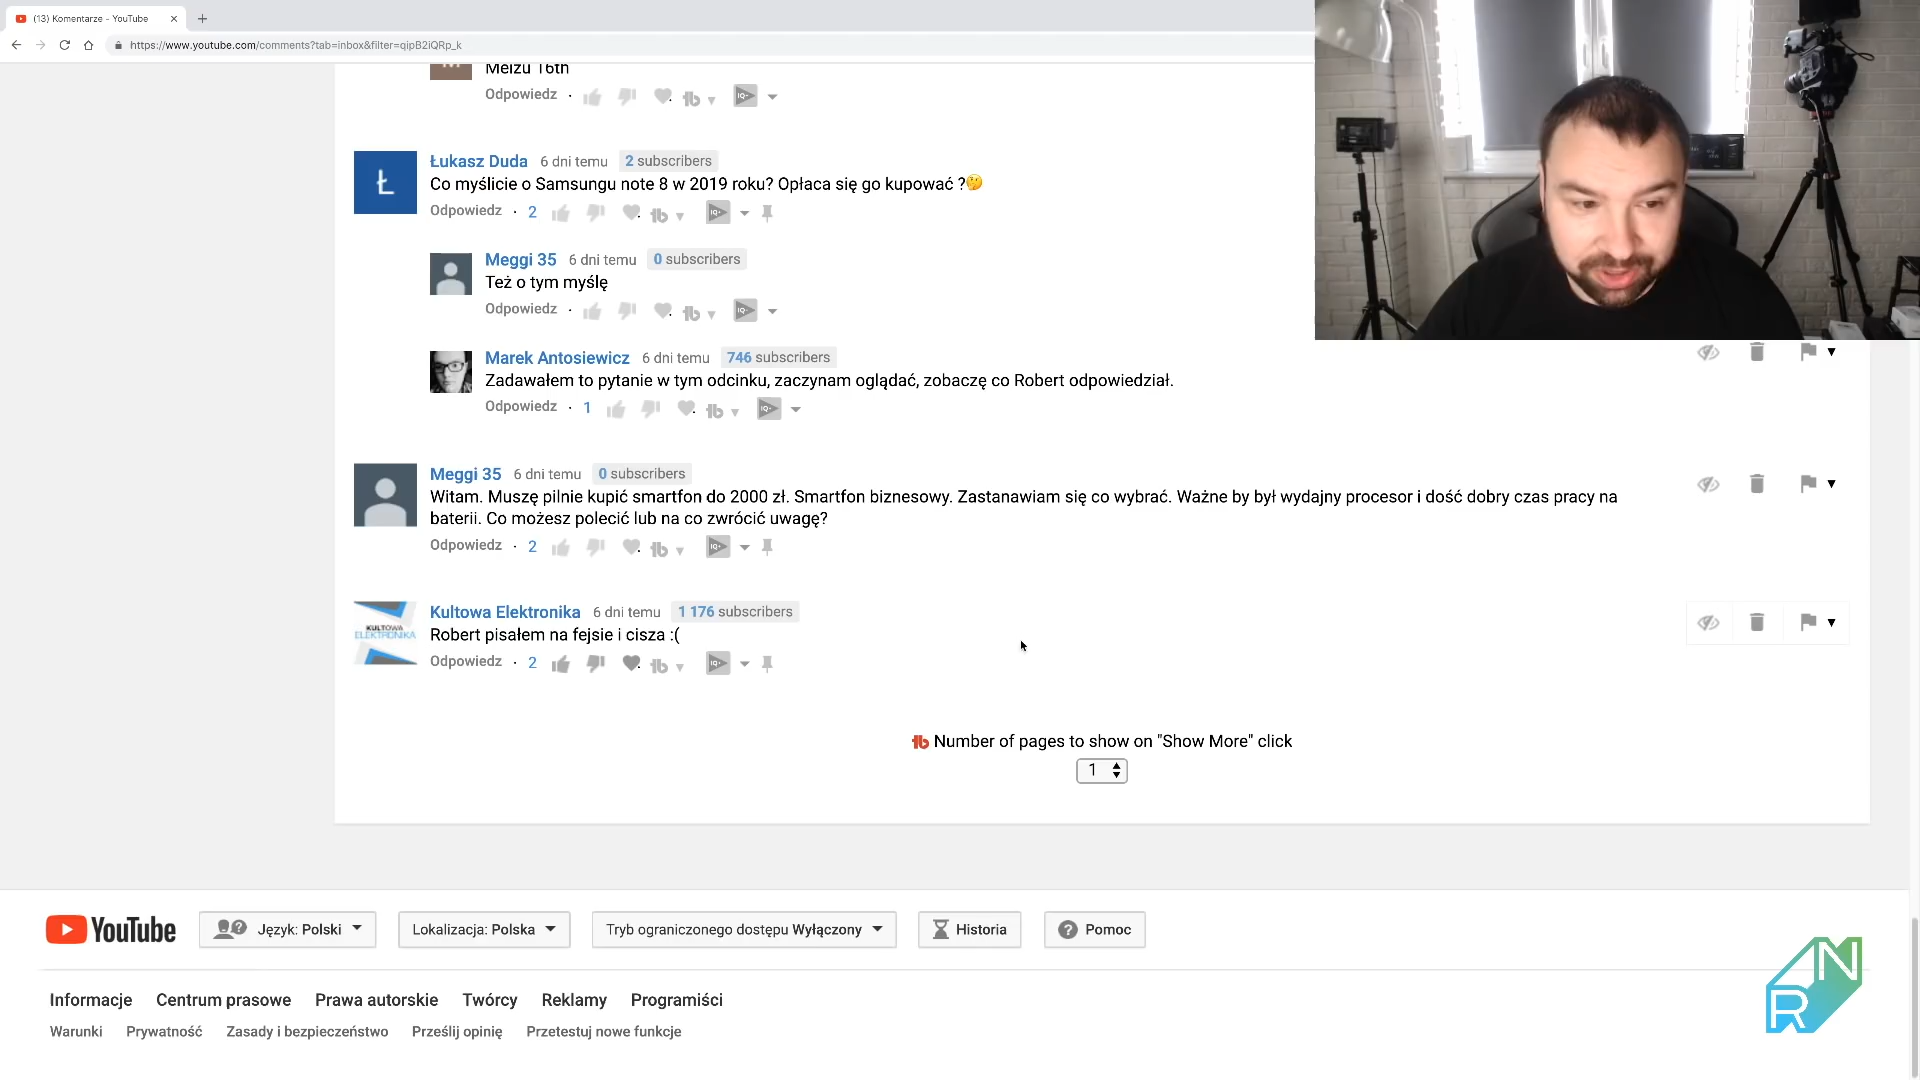 (13) Komentarze - YouTube
https://www.youtube.com/comments?tab=inbox&filter=qipB2iQRp_k
Meizu 16th
Odpowiedz
Łukasz Duda 6 dni temu 2 subscribers
Co myślicie o Samsungu note 8 w 2019 roku? Opłaca się go kupować ?🤔
Ł
Odpowiedz · 2
Meggi 35 6 dni temu 0 subscribers
Też o tym myślę
Odpowiedz ·
Marek Antosiewicz 6 dni temu 746 subscribers
Zadawałem to pytanie w tym odcinku, zaczynam oglądać, zobaczę co Robert odpowiedział.
Odpowiedz · 1
Meggi 35 6 dni temu 0 subscribers
Witam. Muszę pilnie kupić smartfon do 2000 zł. Smartfon biznesowy. Zastanawiam się co wybrać. Ważne by był wydajny procesor i dość dobry czas pracy na
baterii. Co możesz polecić lub na co zwrócić uwagę?
Odpowiedz · 2
Kultowa Elektronika 6 dni temu 1 176 subscribers
KULTOWA
ELEKTRONIKA
Robert pisałem na fejsie i cisza :(
Odpowiedz · 2
tb Number of pages to show on "Show More" click
1
YouTube Język: Polski Lokalizacja: Polska Tryb ograniczonego dostępu Wyłączony Historia Pomoc
Informacje Centrum prasowe Prawa autorskie Twórcy Reklamy Programiści
Warunki Prywatność Zasady i bezpieczeństwo Prześlij opinię Przetestuj nowe funkcje
RN